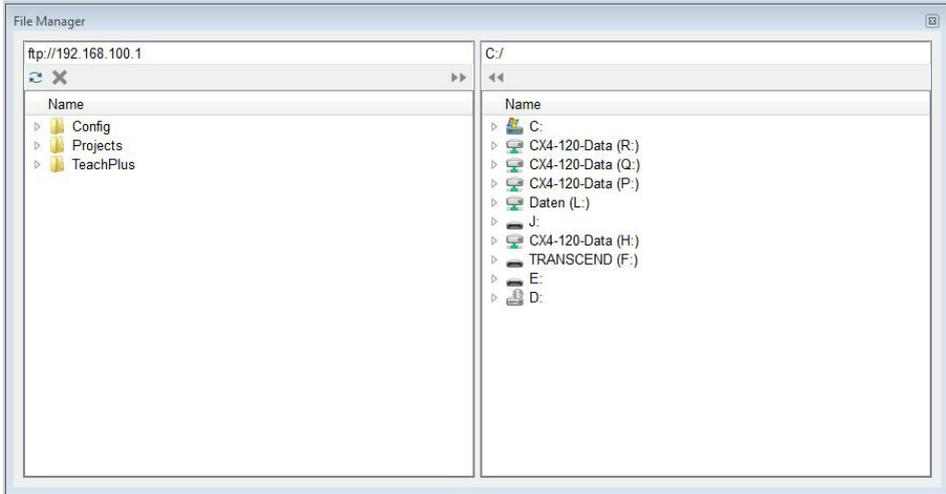 File Manager
ftp://192.168.100.1
Name
Config
Projects
TeachPlus
C:/
Name
C:
CX4-120-Data (R:)
CX4-120-Data (Q:)
CX4-120-Data (P:)
Daten (L:)
J:
CX4-120-Data (H:)
TRANSCEND (F:)
E:
D: